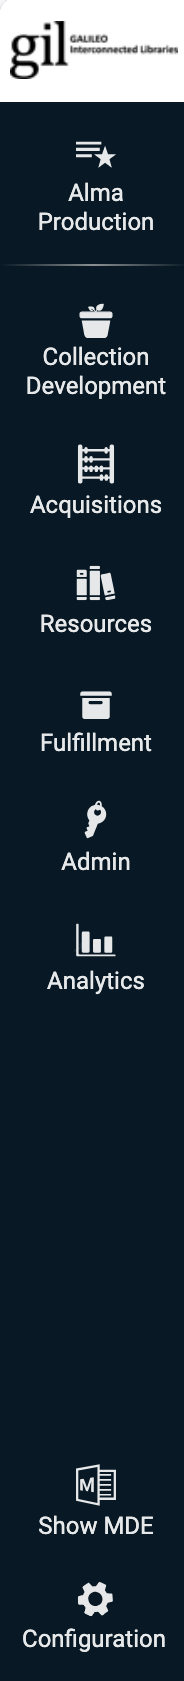 gil GALILEO
Interconnected Libraries
Alma
Production
Collection
Development
Acquisitions
Resources
Fulfillment
Admin
Analytics
M
Show MDE
Configuration